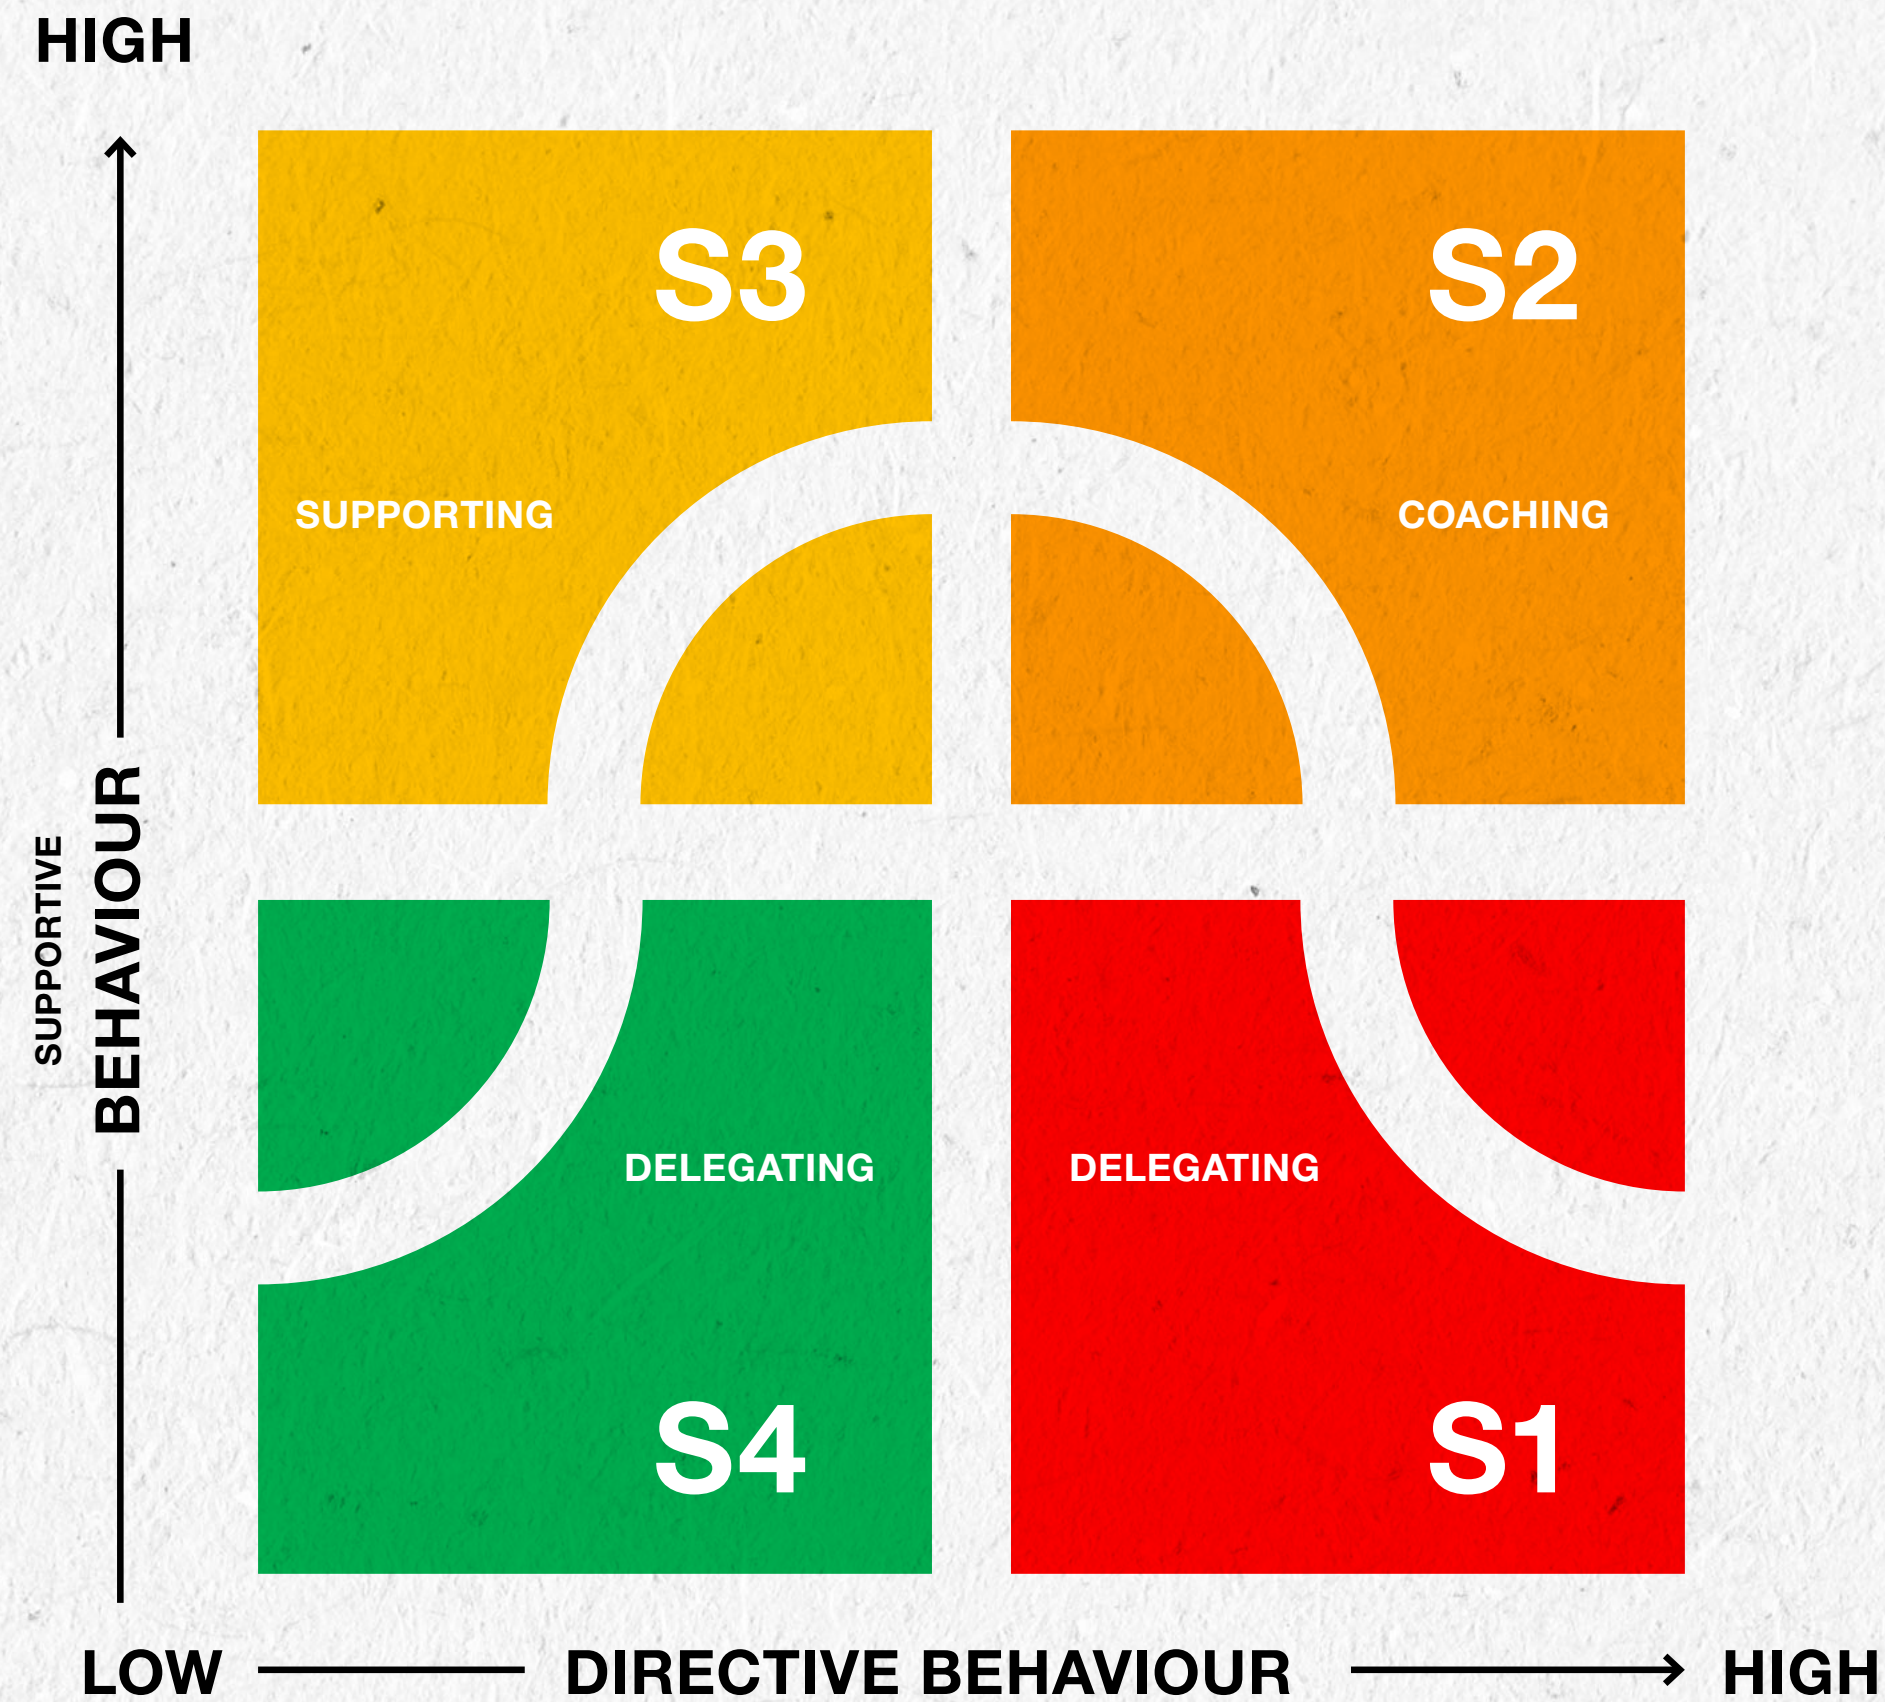 HIGH
S3
S2
SUPPORTING
COACHING
SUPPORTIVE
BEHAVIOUR
DELEGATING
DELEGATING
S4
S1
LOW
DIRECTIVE BEHAVIOUR
HIGH